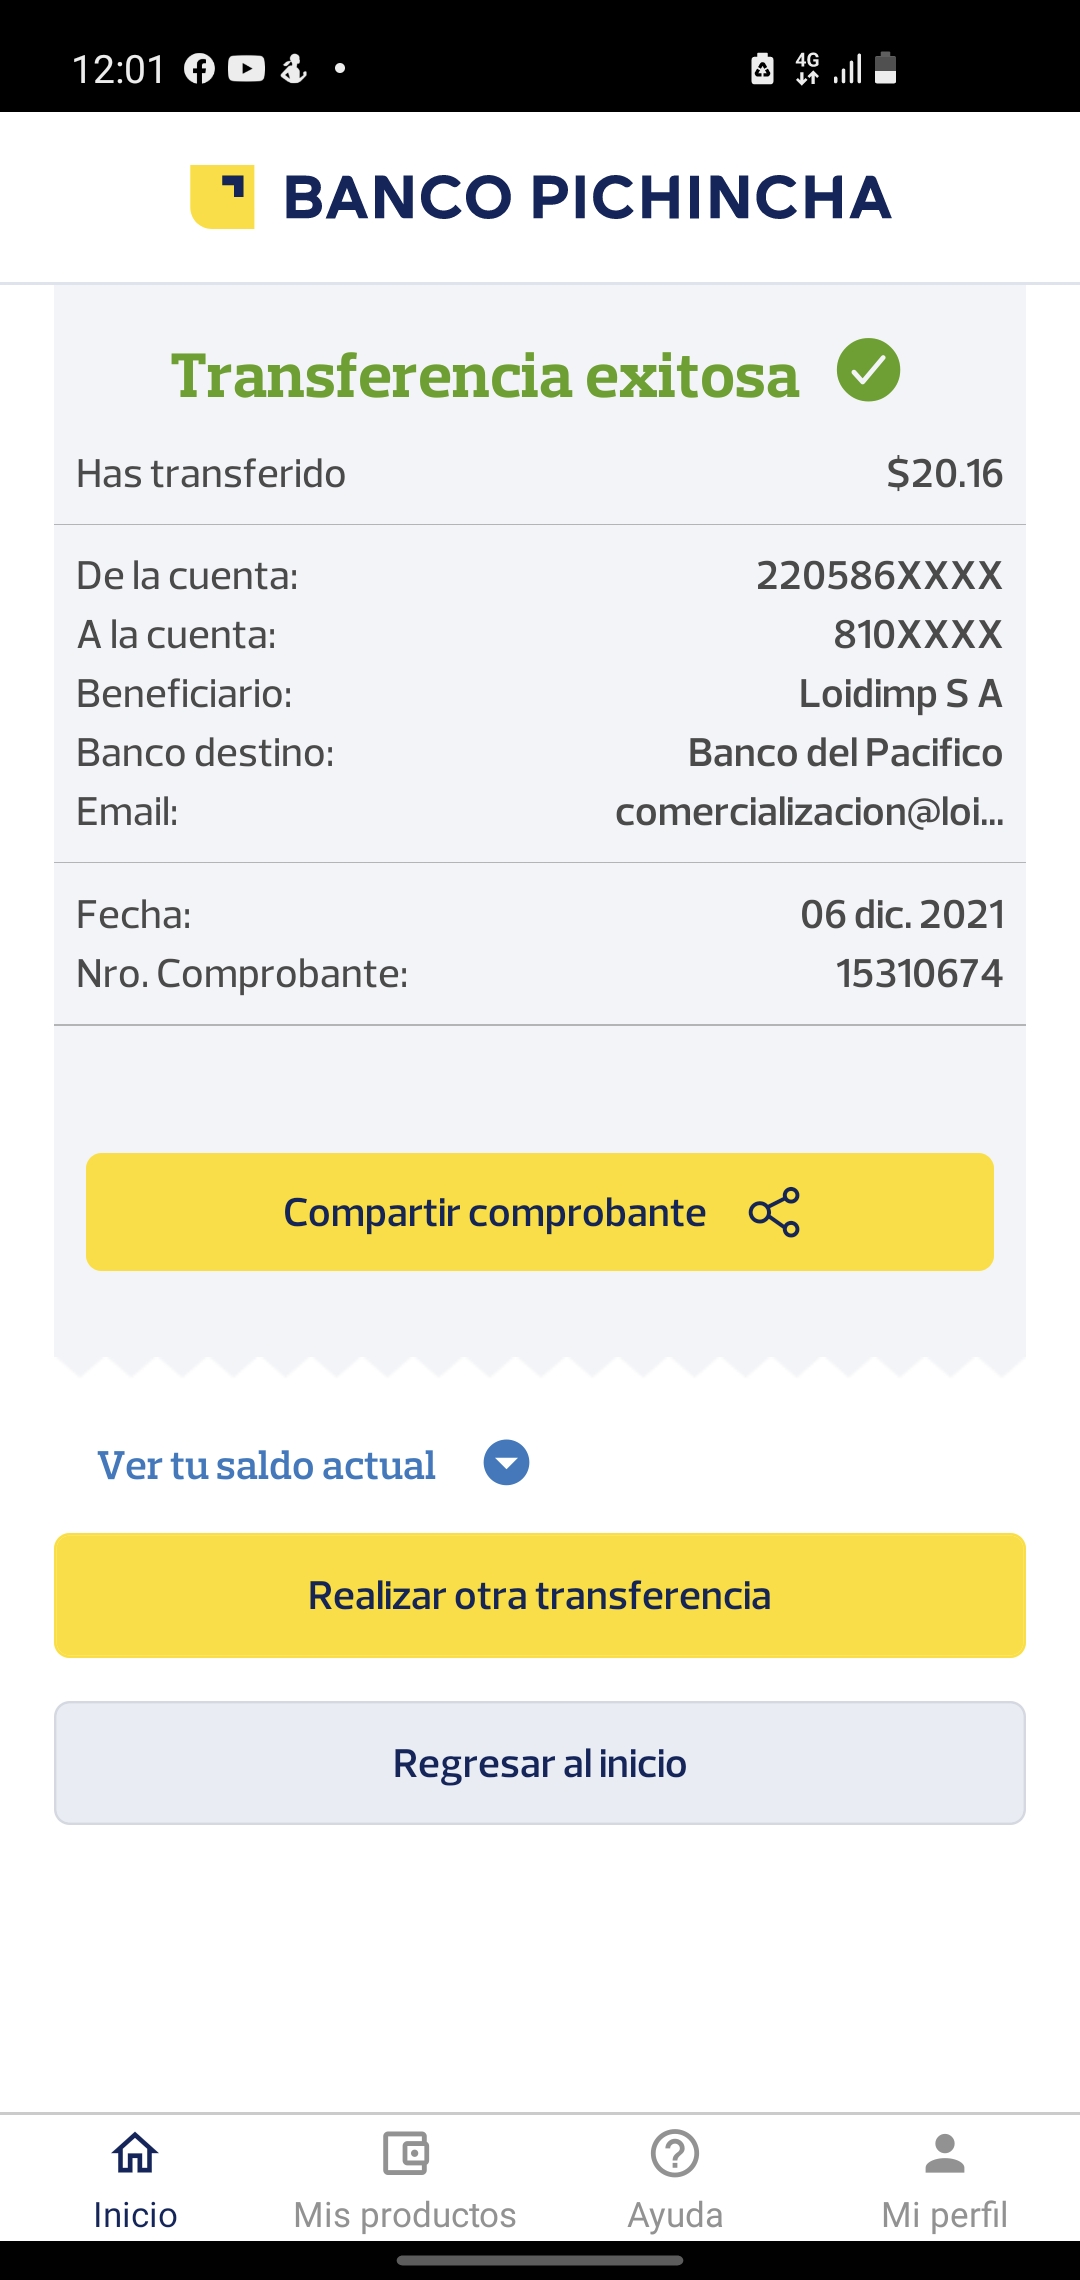 12:01
4G
BANCO PICHINCHA
Transferencia exitosa
Has transferido $20.16
De la cuenta: 220586XXXX
A la cuenta: 810XXXX
Beneficiario: Loidimp S A
Banco destino: Banco del Pacifico
Email: comercializacion@loi...
Fecha: 06 dic. 2021
Nro. Comprobante: 15310674
Compartir comprobante
Ver tu saldo actual
Realizar otra transferencia
Regresar al inicio
Inicio Mis productos Ayuda Mi perfil